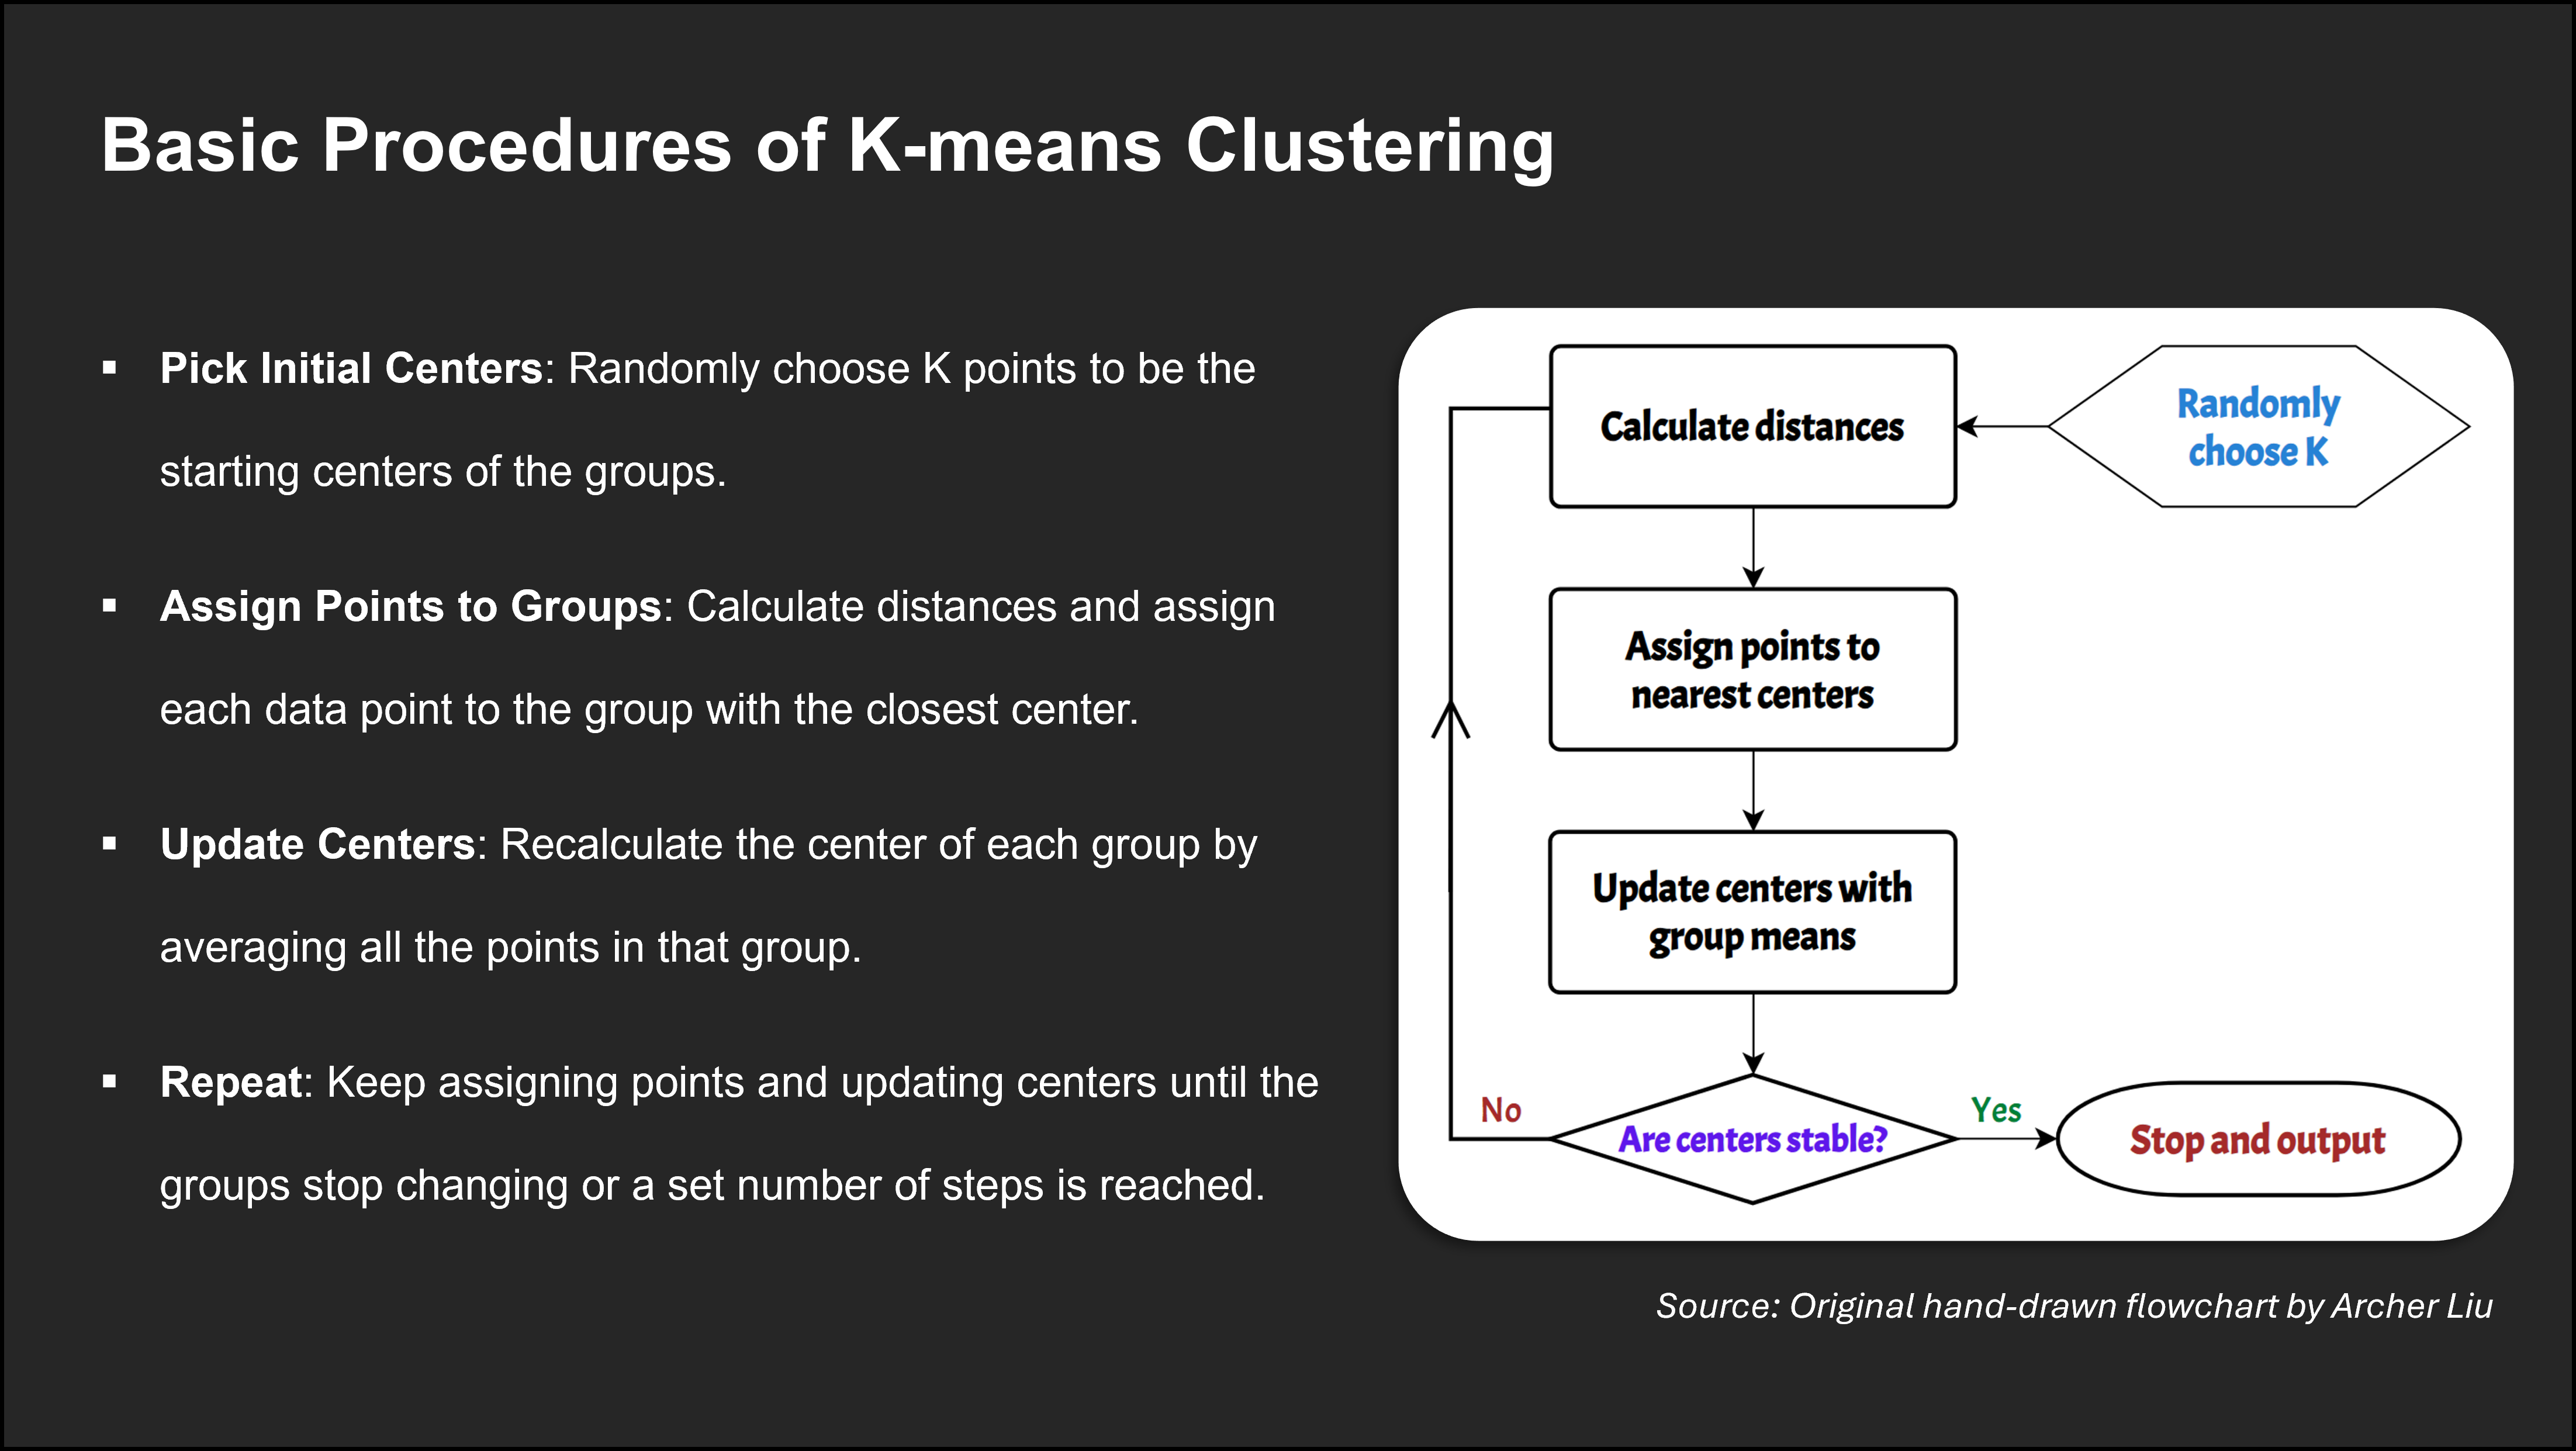 Basic Procedures of K-means Clustering
▪ Pick Initial Centers: Randomly choose K points to be the
starting centers of the groups.
▪ Assign Points to Groups: Calculate distances and assign
each data point to the group with the closest center.
▪ Update Centers: Recalculate the center of each group by
averaging all the points in that group.
▪ Repeat: Keep assigning points and updating centers until the
groups stop changing or a set number of steps is reached.
Randomly
choose K
Calculate distances
Assign points to
nearest centers
Update centers with
group means
Are centers stable?
No
Yes
Stop and output
Source: Original hand-drawn flowchart by Archer Liu